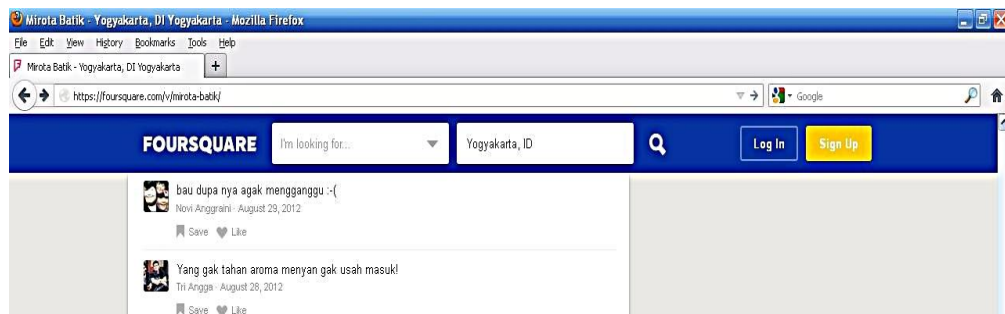 Mirota Batik - Yogyakarta, DI Yogyakarta - Mozilla Firefox
File Edit View History Bookmarks Tools Help
Mirota Batik - Yogyakarta, DI Yogyakarta +
https://foursquare.com/v/mirota-batik/ Google
FOURSQUARE I'm looking for... Yogyakarta, ID Log In Sign Up
bau dupa nya agak mengganggu :-(
Novi Anggraini · August 29, 2012
Save Like
Yang gak tahan aroma menyan gak usah masuk!
Tri Angga · August 28, 2012
Save Like